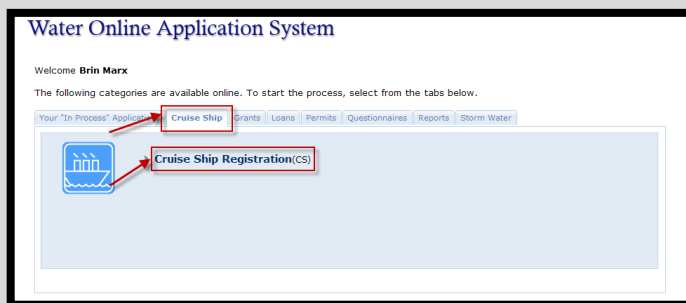 Water Online Application System
Welcome Brin Marx
The following categories are available online. To start the process, select from the tabs below.
Your "In Process" Applicatio Cruise Ship Grants Loans Permits Questionnaires Reports Storm Water
Cruise Ship Registration(CS)